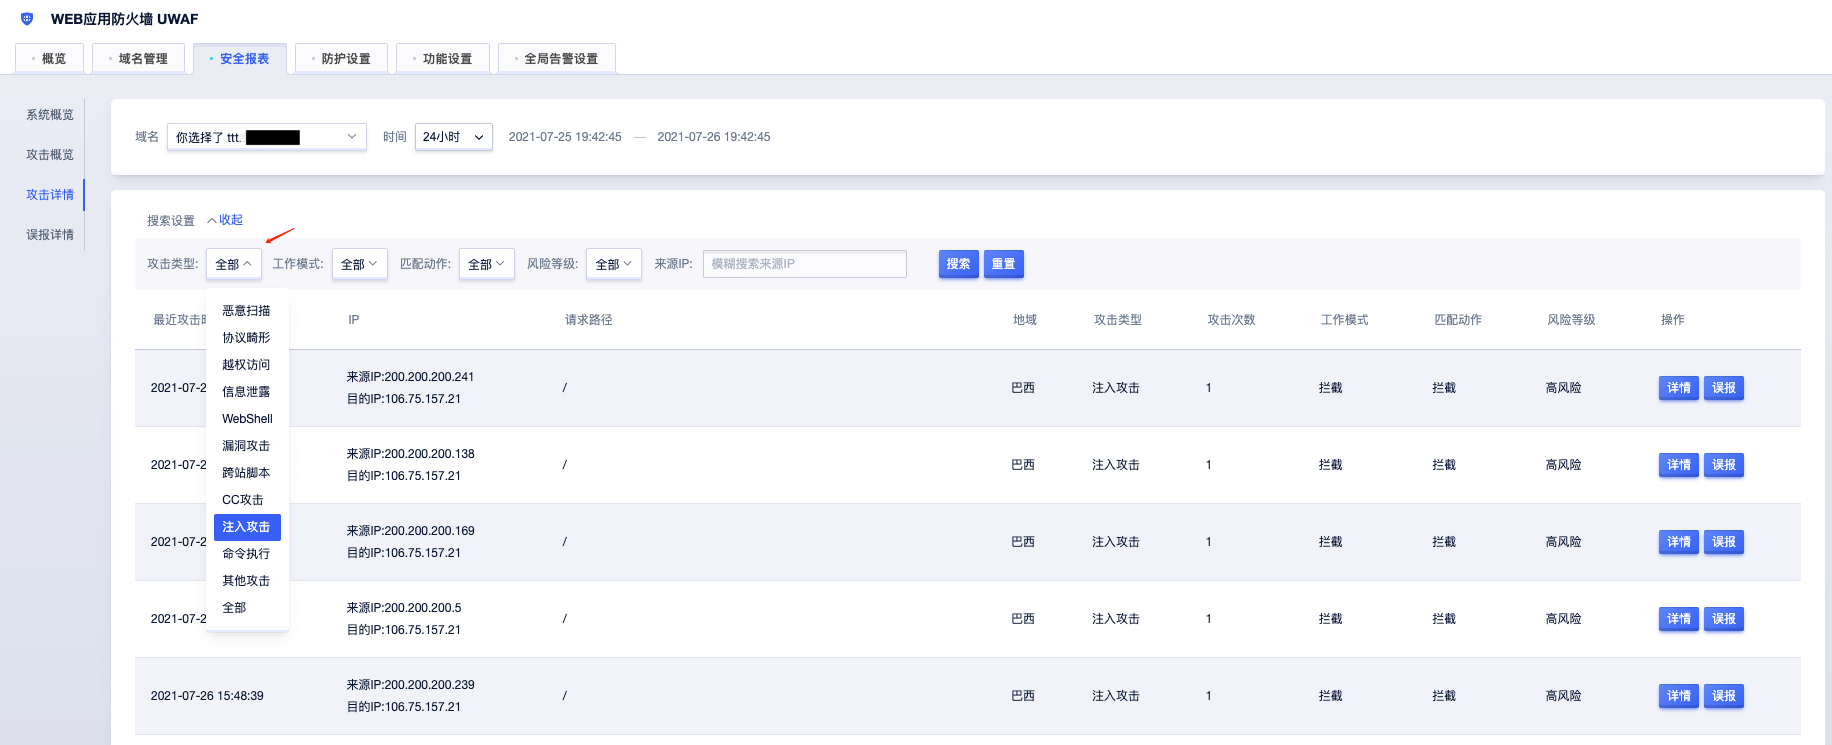 WEB应用防火墙 UWAF
概览 域名管理 安全报表 防护设置 功能设置 全局告警设置
系统概览
攻击概览
攻击详情
误报详情
域名 你选择了 ttt. 时间 24小时 2021-07-25 19:42:45 — 2021-07-26 19:42:45
搜索设置 收起
攻击类型: 全部 工作模式: 全部 匹配动作: 全部 风险等级: 全部 来源IP: 模糊搜索来源IP 搜索 重置
恶意扫描
协议畸形
越权访问
信息泄露
WebShell
漏洞攻击
跨站脚本
CC攻击
注入攻击
命令执行
其他攻击
全部
最近攻击 IP 请求路径 地域 攻击类型 攻击次数 工作模式 匹配动作 风险等级 操作
2021-07-2 来源IP:200.200.200.241 / 巴西 注入攻击 1 拦截 拦截 高风险 详情 误报
目的IP:106.75.157.21
2021-07-2 来源IP:200.200.200.138 / 巴西 注入攻击 1 拦截 拦截 高风险 详情 误报
目的IP:106.75.157.21
2021-07-2 来源IP:200.200.200.169 / 巴西 注入攻击 1 拦截 拦截 高风险 详情 误报
目的IP:106.75.157.21
2021-07-2 来源IP:200.200.200.5 / 巴西 注入攻击 1 拦截 拦截 高风险 详情 误报
目的IP:106.75.157.21
2021-07-26 15:48:39 来源IP:200.200.200.239 / 巴西 注入攻击 1 拦截 拦截 高风险 详情 误报
目的IP:106.75.157.21